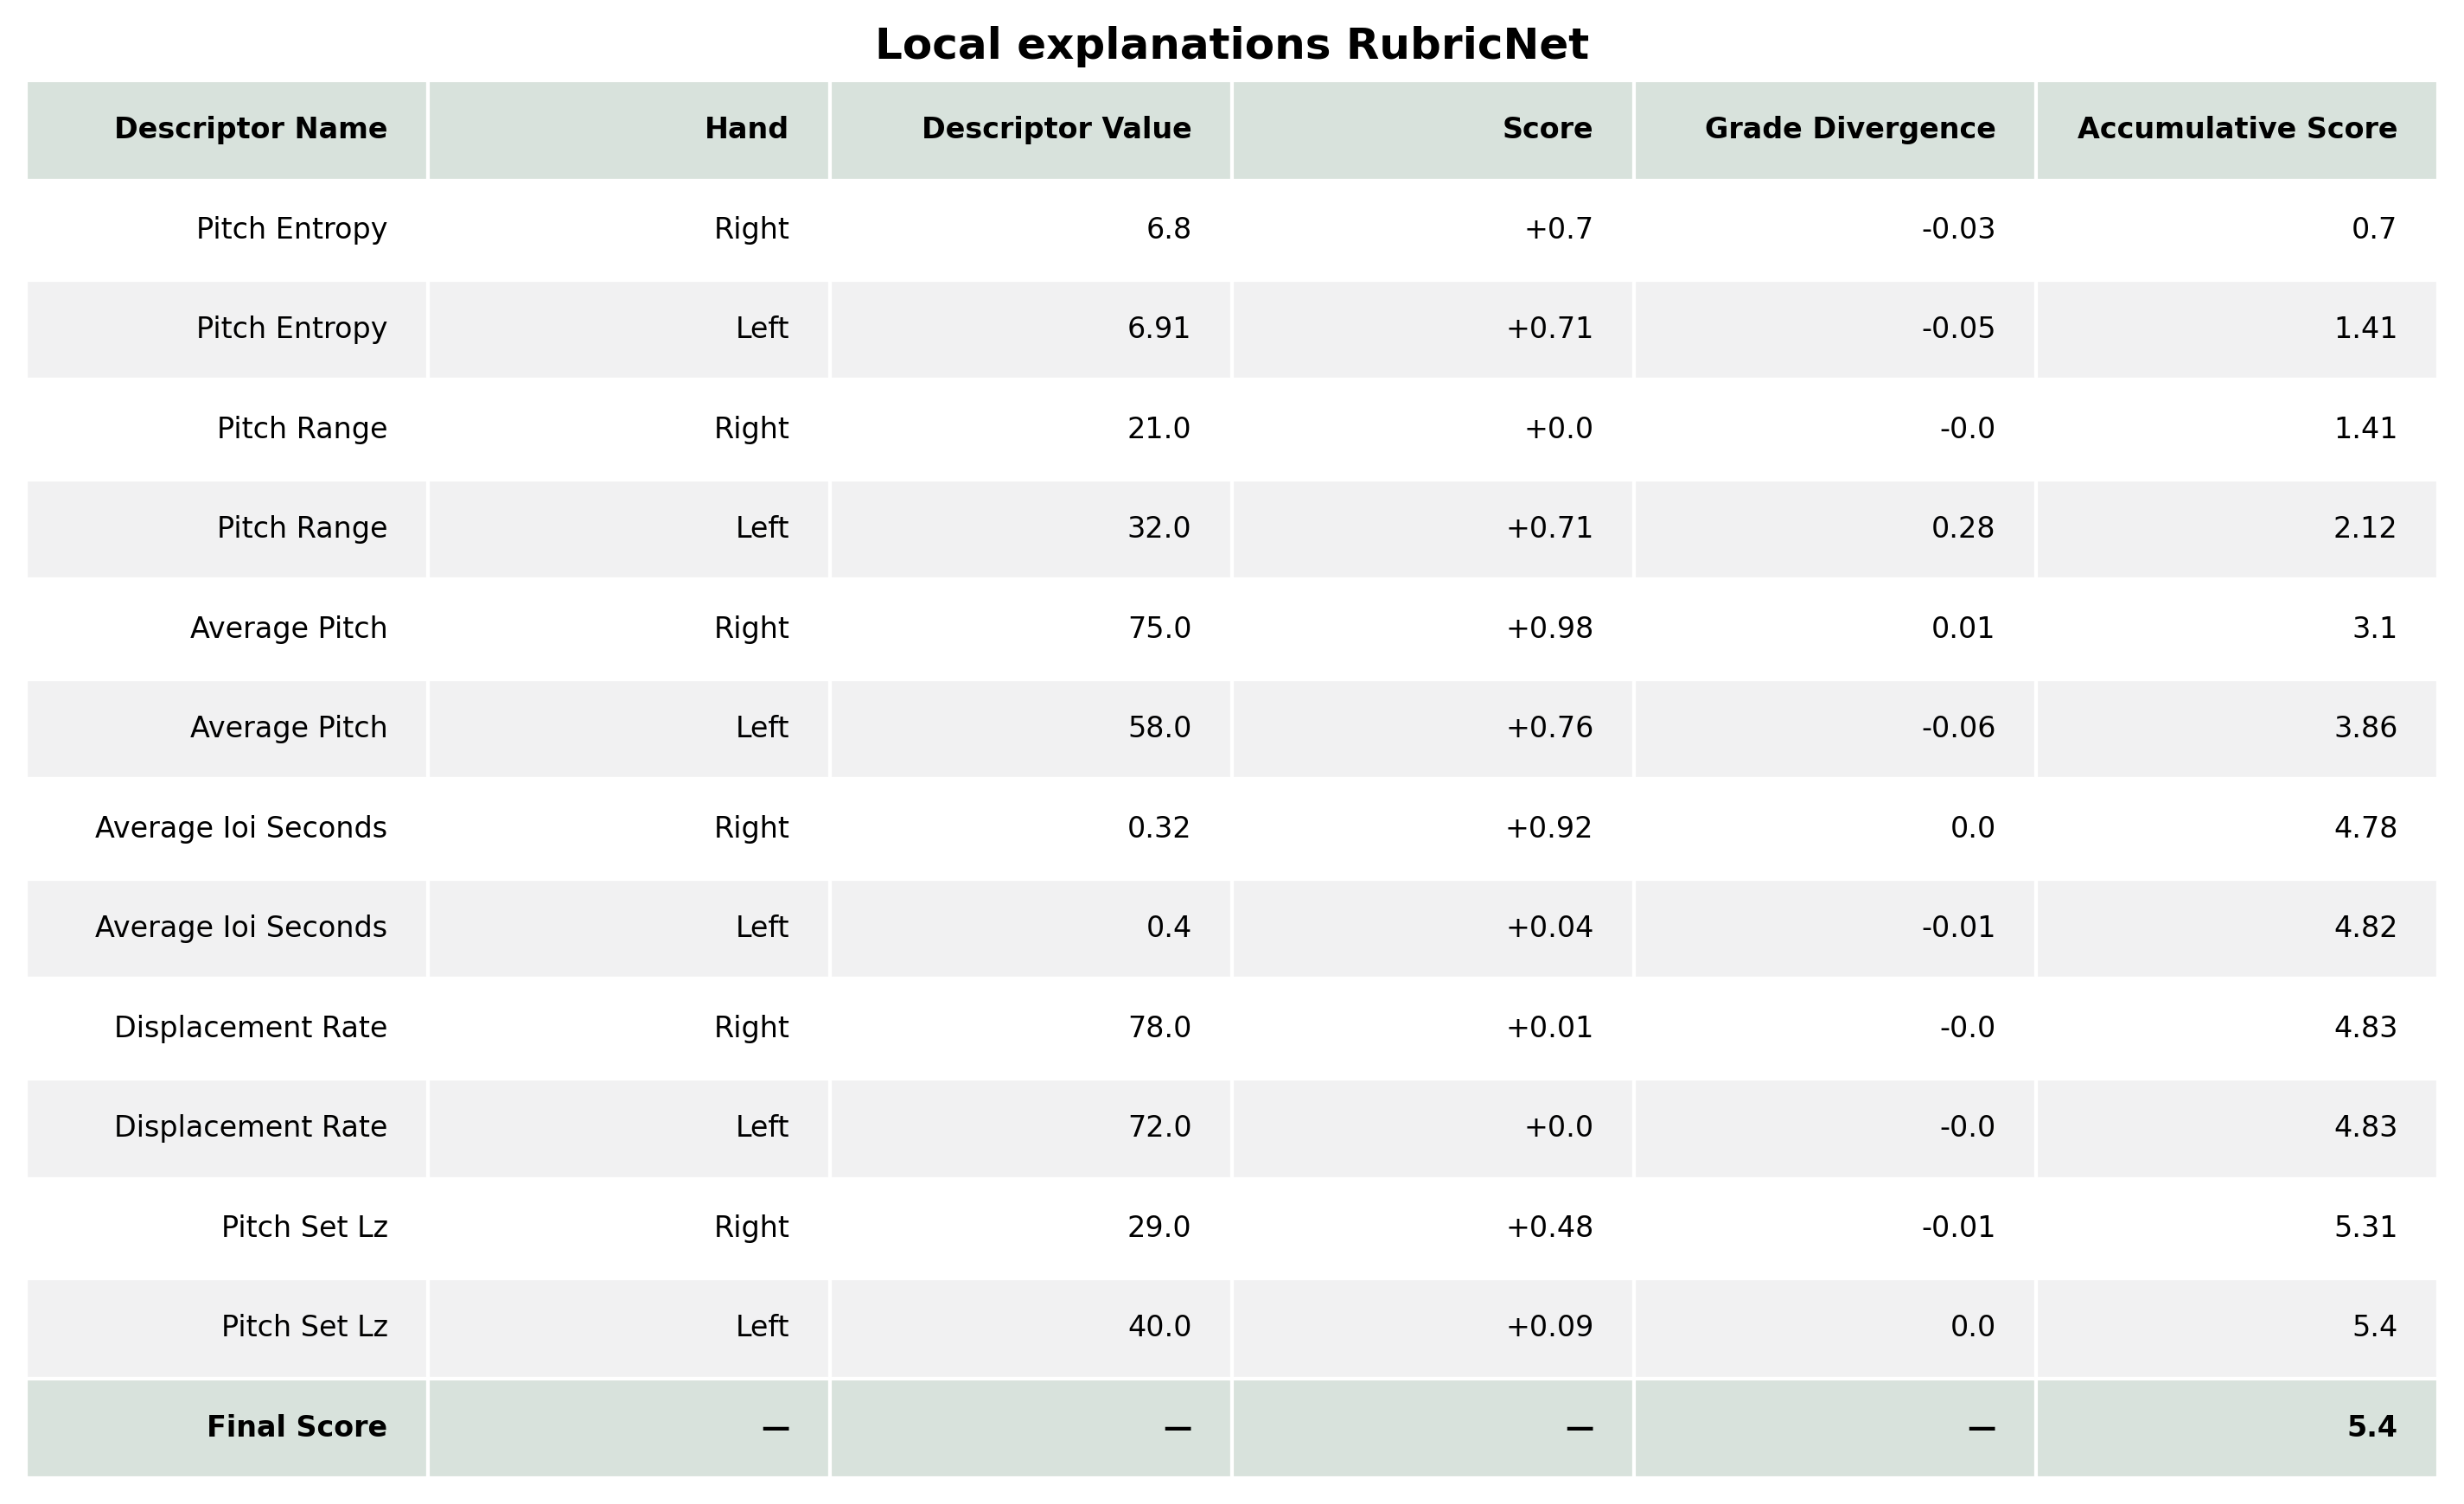 Local explanations RubricNet
Descriptor Name Hand Descriptor Value Score Grade Divergence Accumulative Score
Pitch Entropy Right 6.8 +0.7 -0.03 0.7
Pitch Entropy Left 6.91 +0.71 -0.05 1.41
Pitch Range Right 21.0 +0.0 -0.0 1.41
Pitch Range Left 32.0 +0.71 0.28 2.12
Average Pitch Right 75.0 +0.98 0.01 3.1
Average Pitch Left 58.0 +0.76 -0.06 3.86
Average Ioi Seconds Right 0.32 +0.92 0.0 4.78
Average Ioi Seconds Left 0.4 +0.04 -0.01 4.82
Displacement Rate Right 78.0 +0.01 -0.0 4.83
Displacement Rate Left 72.0 +0.0 -0.0 4.83
Pitch Set Lz Right 29.0 +0.48 -0.01 5.31
Pitch Set Lz Left 40.0 +0.09 0.0 5.4
Final Score — — — — 5.4